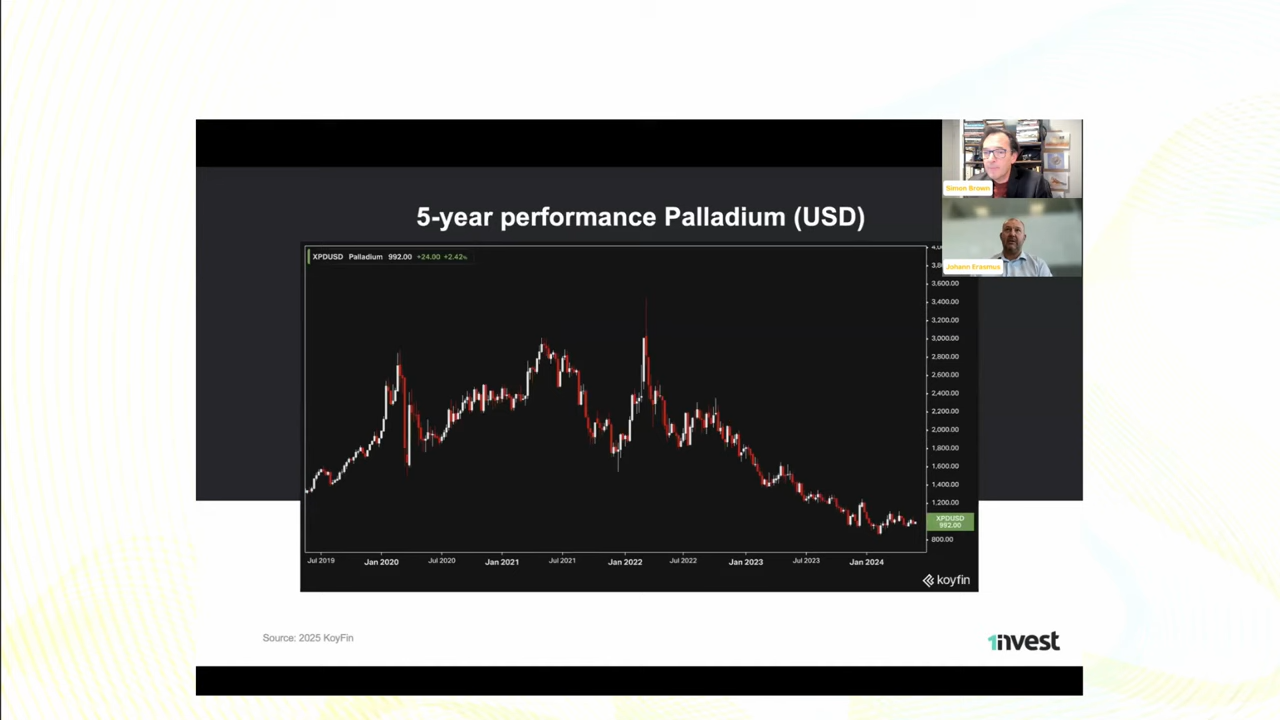 Simon Brown
5-year performance Palladium (USD)
Johann Erasmus
XPDUSD Palladium 992.00 +24.00 +2.42%
3,600.00
3,400.00
3,200.00
3,000.00
2,800.00
2,600.00
2,400.00
2,200.00
2,000.00
1,800.00
1,600.00
1,400.00
1,200.00
XPDUSD
992.00
800.00
Jul 2019 Jan 2020 Jul 2020 Jan 2021 Jul 2021 Jan 2022 Jul 2022 Jan 2023 Jul 2023 Jan 2024
koyfin
Source: 2025 KoyFin
1nvest